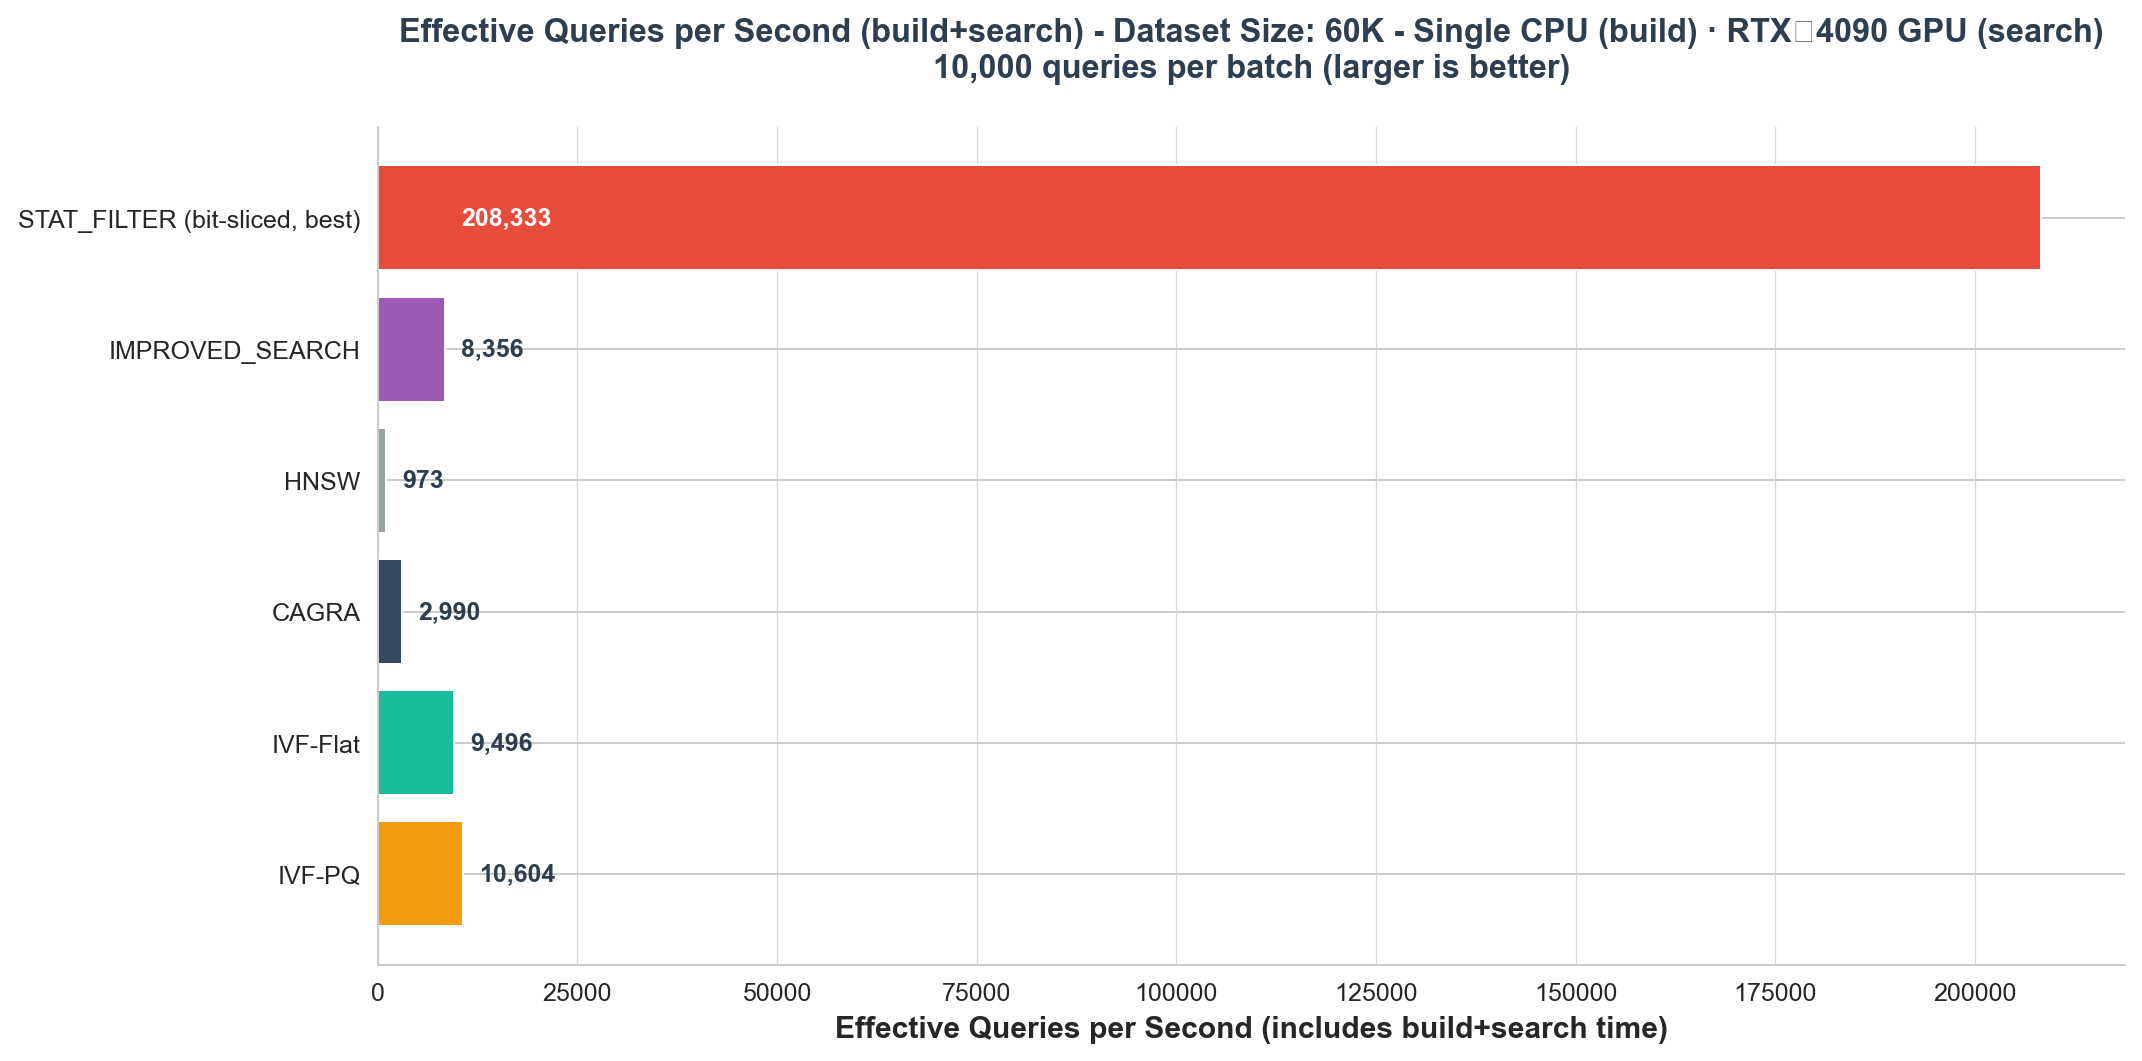 Effective Queries per Second (build+search) - Dataset Size: 60K - Single CPU (build) · RTX□4090 GPU (search)
10,000 queries per batch (larger is better)
STAT_FILTER (bit-sliced, best)
208,333
IMPROVED_SEARCH
8,356
HNSW
973
CAGRA
2,990
IVF-Flat
9,496
IVF-PQ
10,604
0 25000 50000 75000 100000 125000 150000 175000 200000
Effective Queries per Second (includes build+search time)